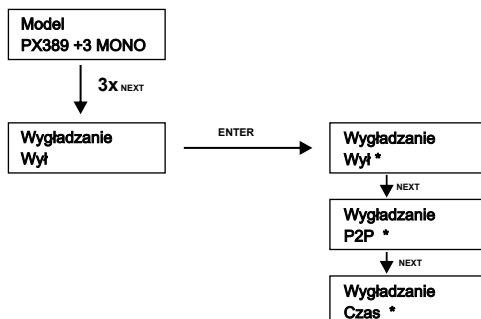 Model
PX389 +3 MONO
3x NEXT
Wygładzanie
Wył
ENTER
Wygładzanie
Wył *
NEXT
Wygładzanie
P2P *
NEXT
Wygładzanie
Czas *